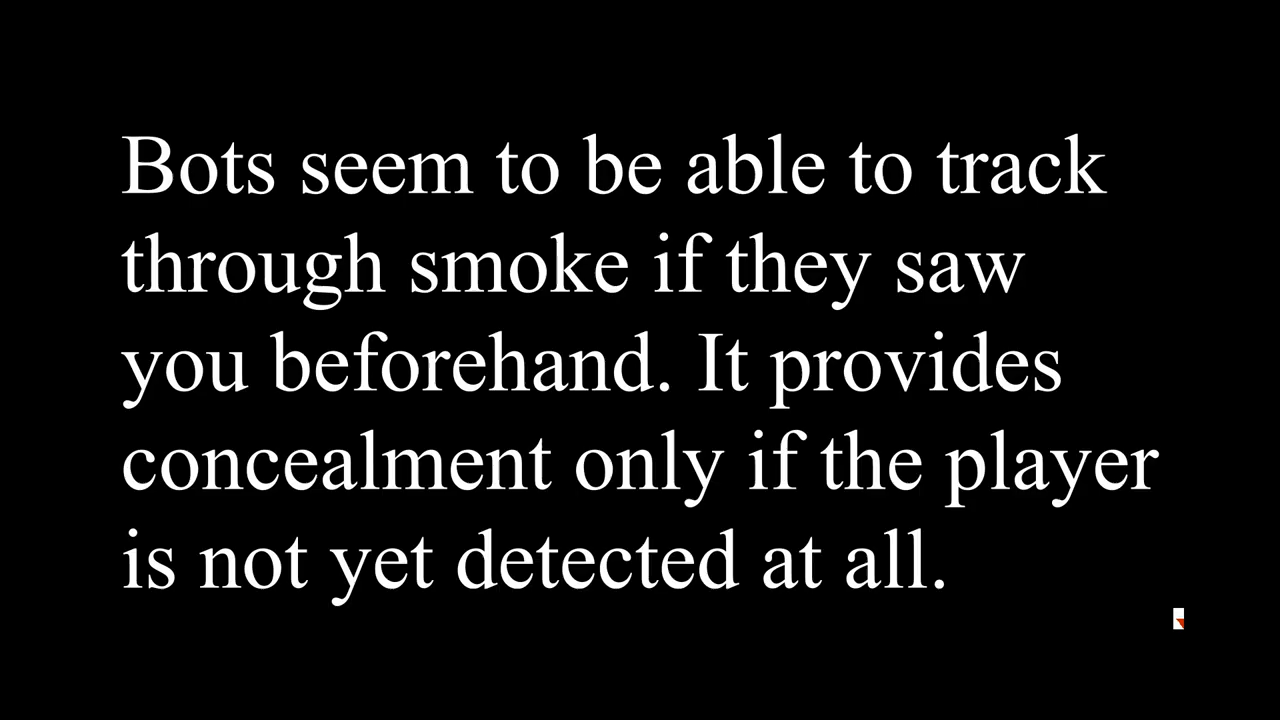 Bots seem to be able to track
through smoke if they saw
you beforehand. It provides
concealment only if the player
is not yet detected at all.